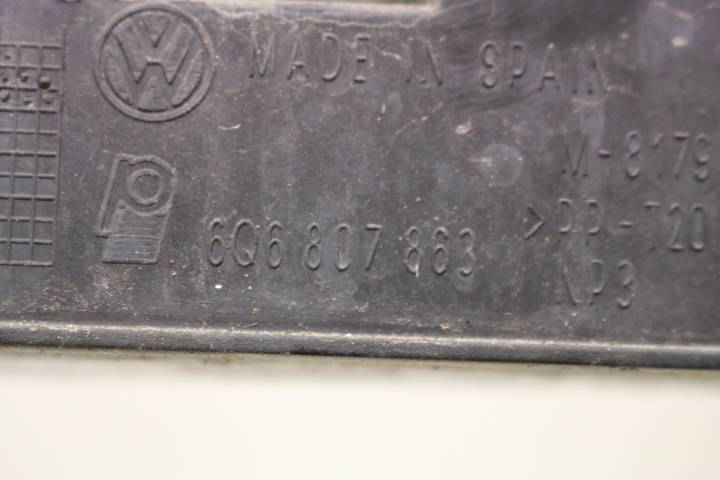 MADE IN SPAIN
M-8179
6Q6 807 863
>PP-T20
NP3